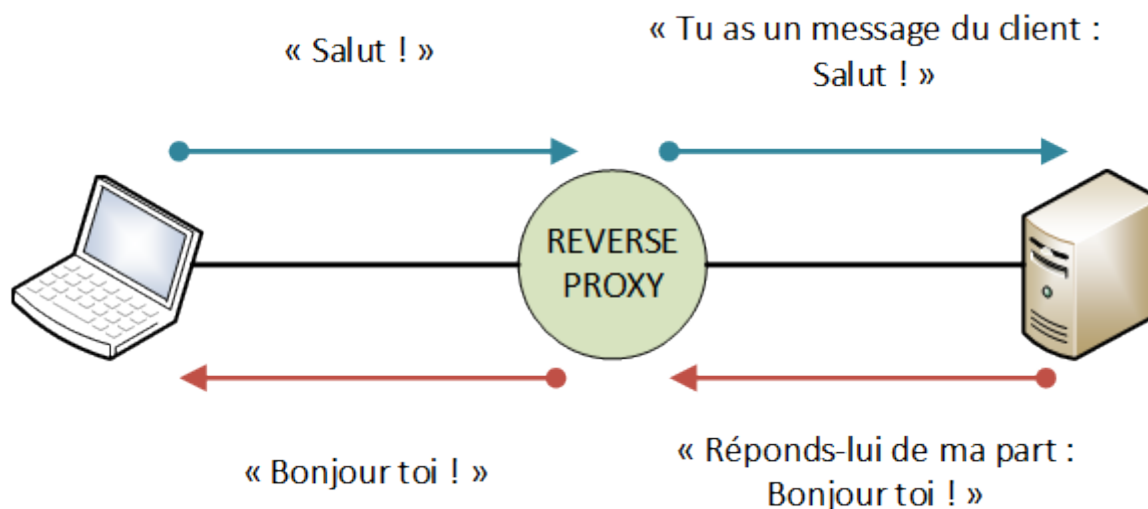 « Salut ! »
« Tu as un message du client :
Salut ! »
REVERSE
PROXY
« Bonjour toi ! »
« Réponds-lui de ma part :
Bonjour toi ! »